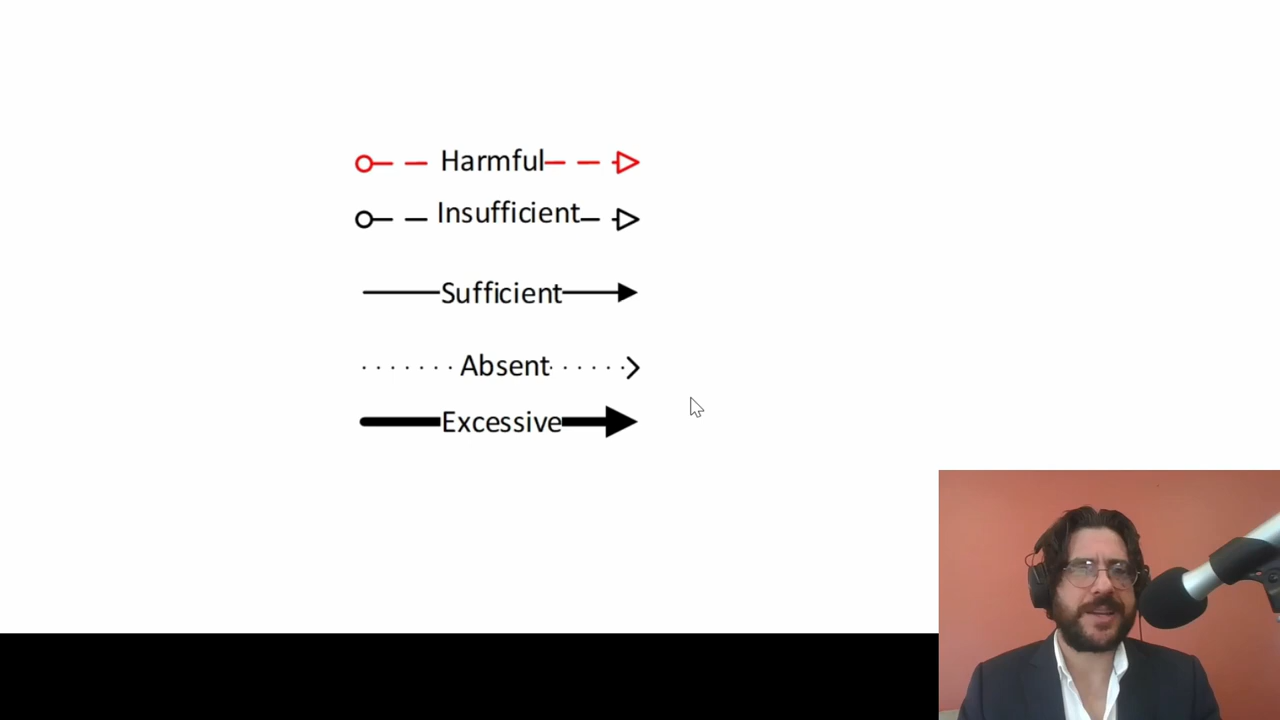 Harmful
Insufficient
Sufficient
Absent
Excessive